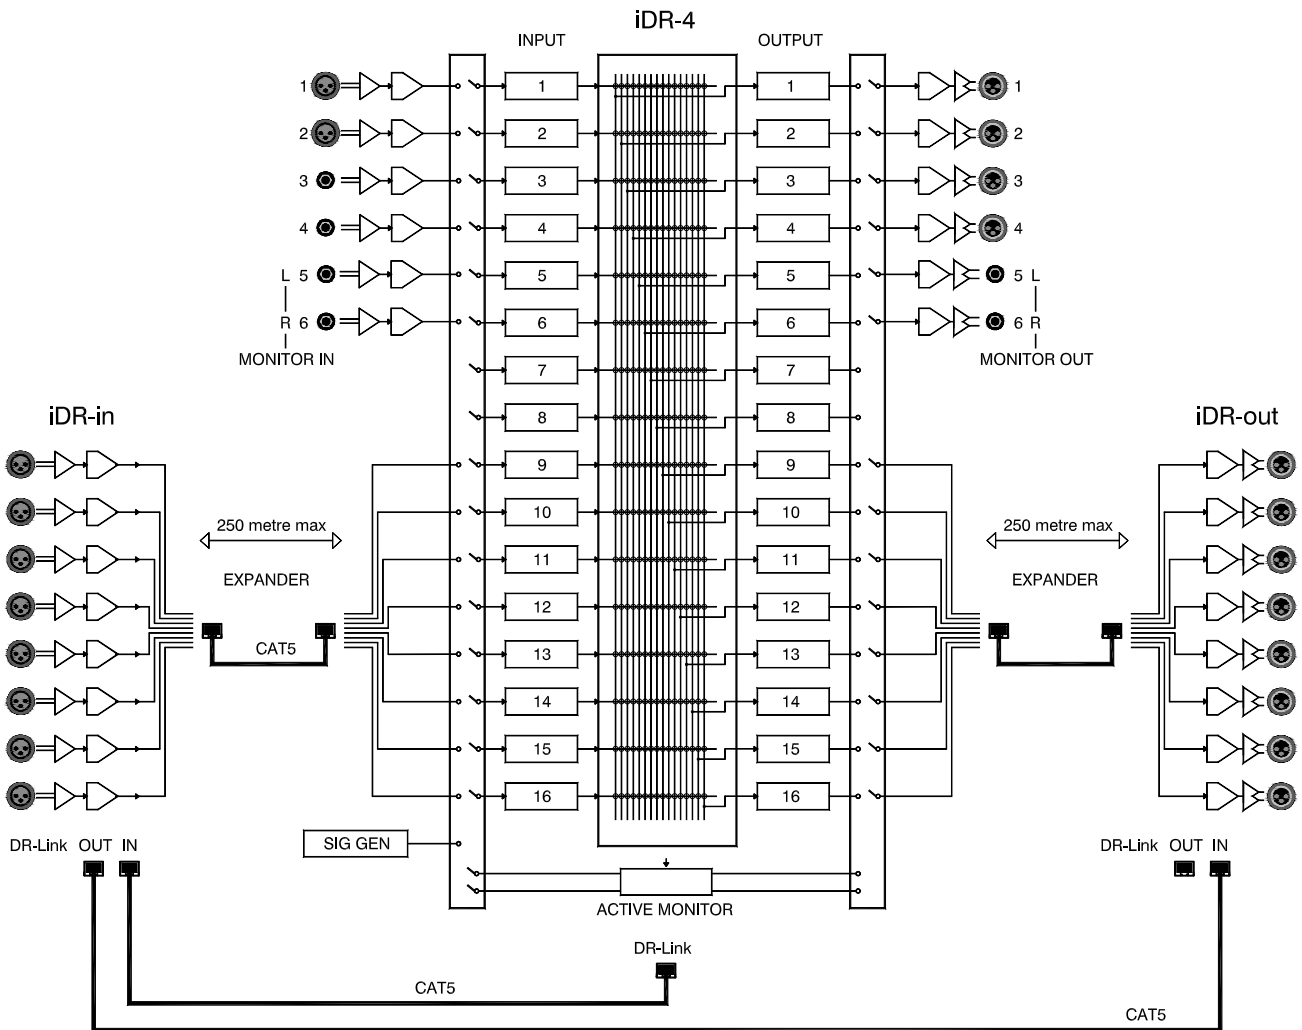 iDR-4
INPUT OUTPUT
1 1 1 1
2 2 2 2
3 3 3 3
4 4 4 4
L 5 5 5 5 L
R 6 6 6 6 R
MONITOR IN MONITOR OUT
7 7
8 8
iDR-in iDR-out
9 9
10 10
250 metre max 250 metre max
11 11
EXPANDER EXPANDER
12 12
CAT5
13 13
14 14
15 15
16 16
SIG GEN
DR-Link OUT IN DR-Link OUT IN
ACTIVE MONITOR
DR-Link
CAT5
CAT5